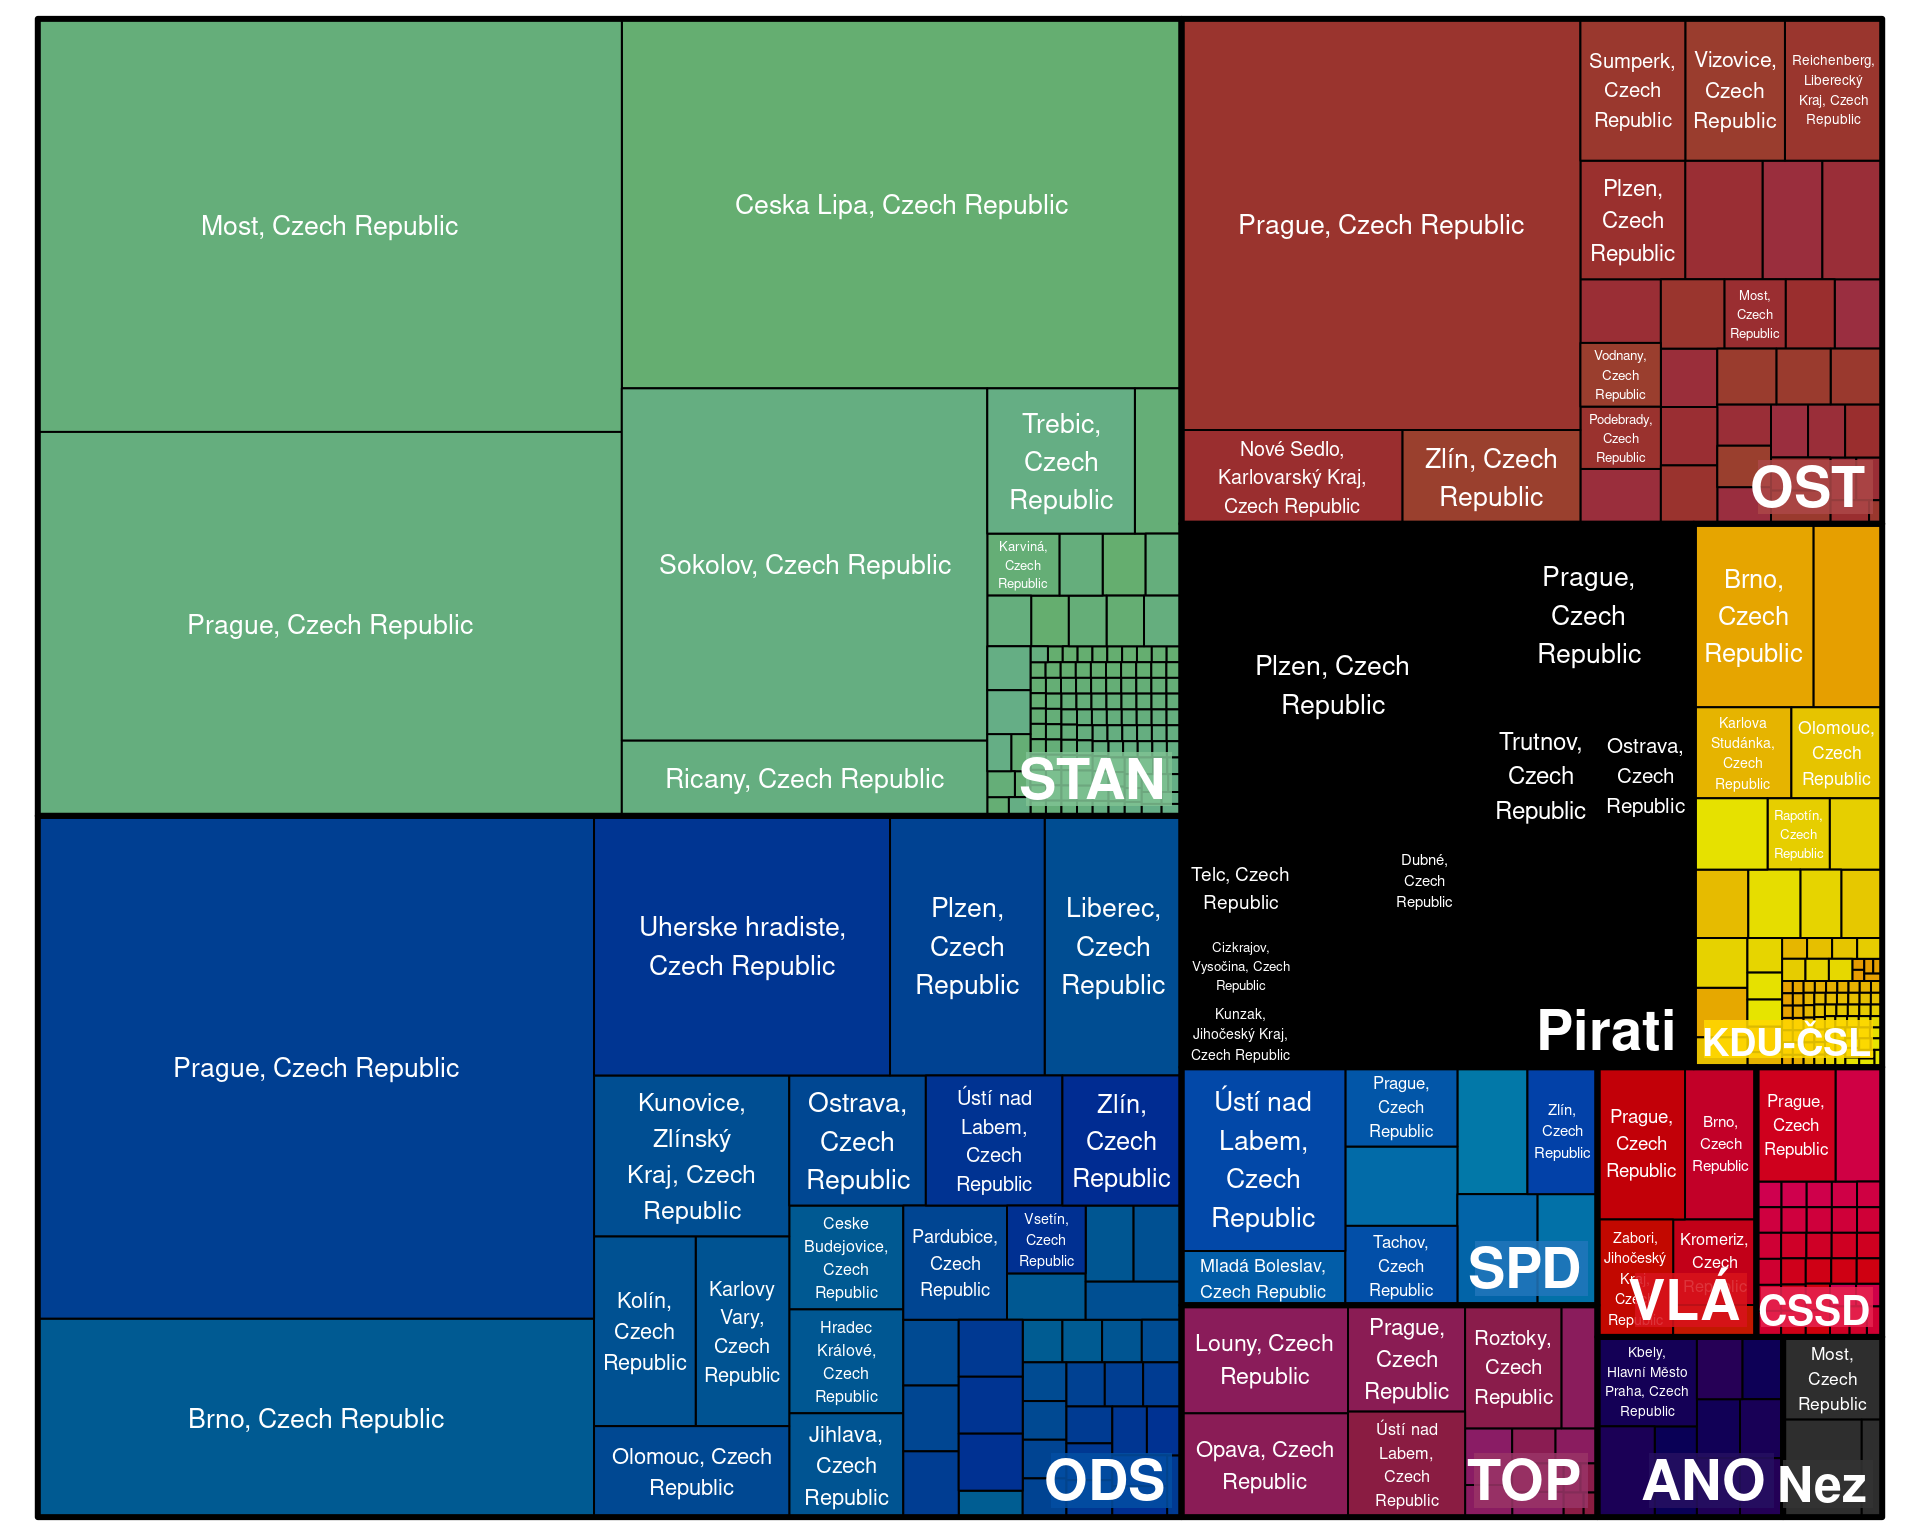 Most, Czech Republic
Prague, Czech Republic
Ceska Lipa, Czech Republic
Sokolov, Czech Republic
Ricany, Czech Republic
Trebic,
Czech
Republic
Karviná,
Czech
Republic
STAN
Prague, Czech Republic
Brno, Czech Republic
Uherske hradiste,
Czech Republic
Plzen,
Czech
Republic
Liberec,
Czech
Republic
Kunovice,
Zlínský
Kraj, Czech
Republic
Ostrava,
Czech
Republic
Ústí nad
Labem,
Czech
Republic
Zlín,
Czech
Republic
Kolín,
Czech
Republic
Karlovy
Vary,
Czech
Republic
Olomouc, Czech
Republic
Ceske
Budejovice,
Czech
Republic
Hradec
Králové,
Czech
Republic
Jihlava,
Czech
Republic
Pardubice,
Czech
Republic
Vsetín,
Czech
Republic
ODS
Prague, Czech Republic
Nové Sedlo,
Karlovarský Kraj,
Czech Republic
Zlín, Czech
Republic
Sumperk,
Czech
Republic
Vizovice,
Czech
Republic
Reichenberg,
Liberecký
Kraj, Czech
Republic
Plzen,
Czech
Republic
Most,
Czech
Republic
Vodnany,
Czech
Republic
Podebrady,
Czech
Republic
OST
Plzen, Czech
Republic
Prague,
Czech
Republic
Trutnov,
Czech
Republic
Ostrava,
Czech
Republic
Telc, Czech
Republic
Dubné,
Czech
Republic
Cizkrajov,
Vysočina, Czech
Republic
Kunzak,
Jihočeský Kraj,
Czech Republic
Pirati
Brno,
Czech
Republic
Karlova
Studánka,
Czech
Republic
Olomouc,
Czech
Republic
Rapotín,
Czech
Republic
KDU-ČSL
Ústí nad
Labem,
Czech
Republic
Mladá Boleslav,
Czech Republic
Prague,
Czech
Republic
Tachov,
Czech
Republic
Zlín,
Czech
Republic
SPD
Prague,
Czech
Republic
Brno,
Czech
Republic
Zabori,
Jihočeský
Kraj,
Czech
Republic
Kromeriz,
Czech
Republic
VLÁ
Prague,
Czech
Republic
CSSD
Louny, Czech
Republic
Opava, Czech
Republic
Prague,
Czech
Republic
Ústí nad
Labem,
Czech
Republic
Roztoky,
Czech
Republic
TOP
Kbely,
Hlavní Město
Praha, Czech
Republic
ANO
Most,
Czech
Republic
Nez